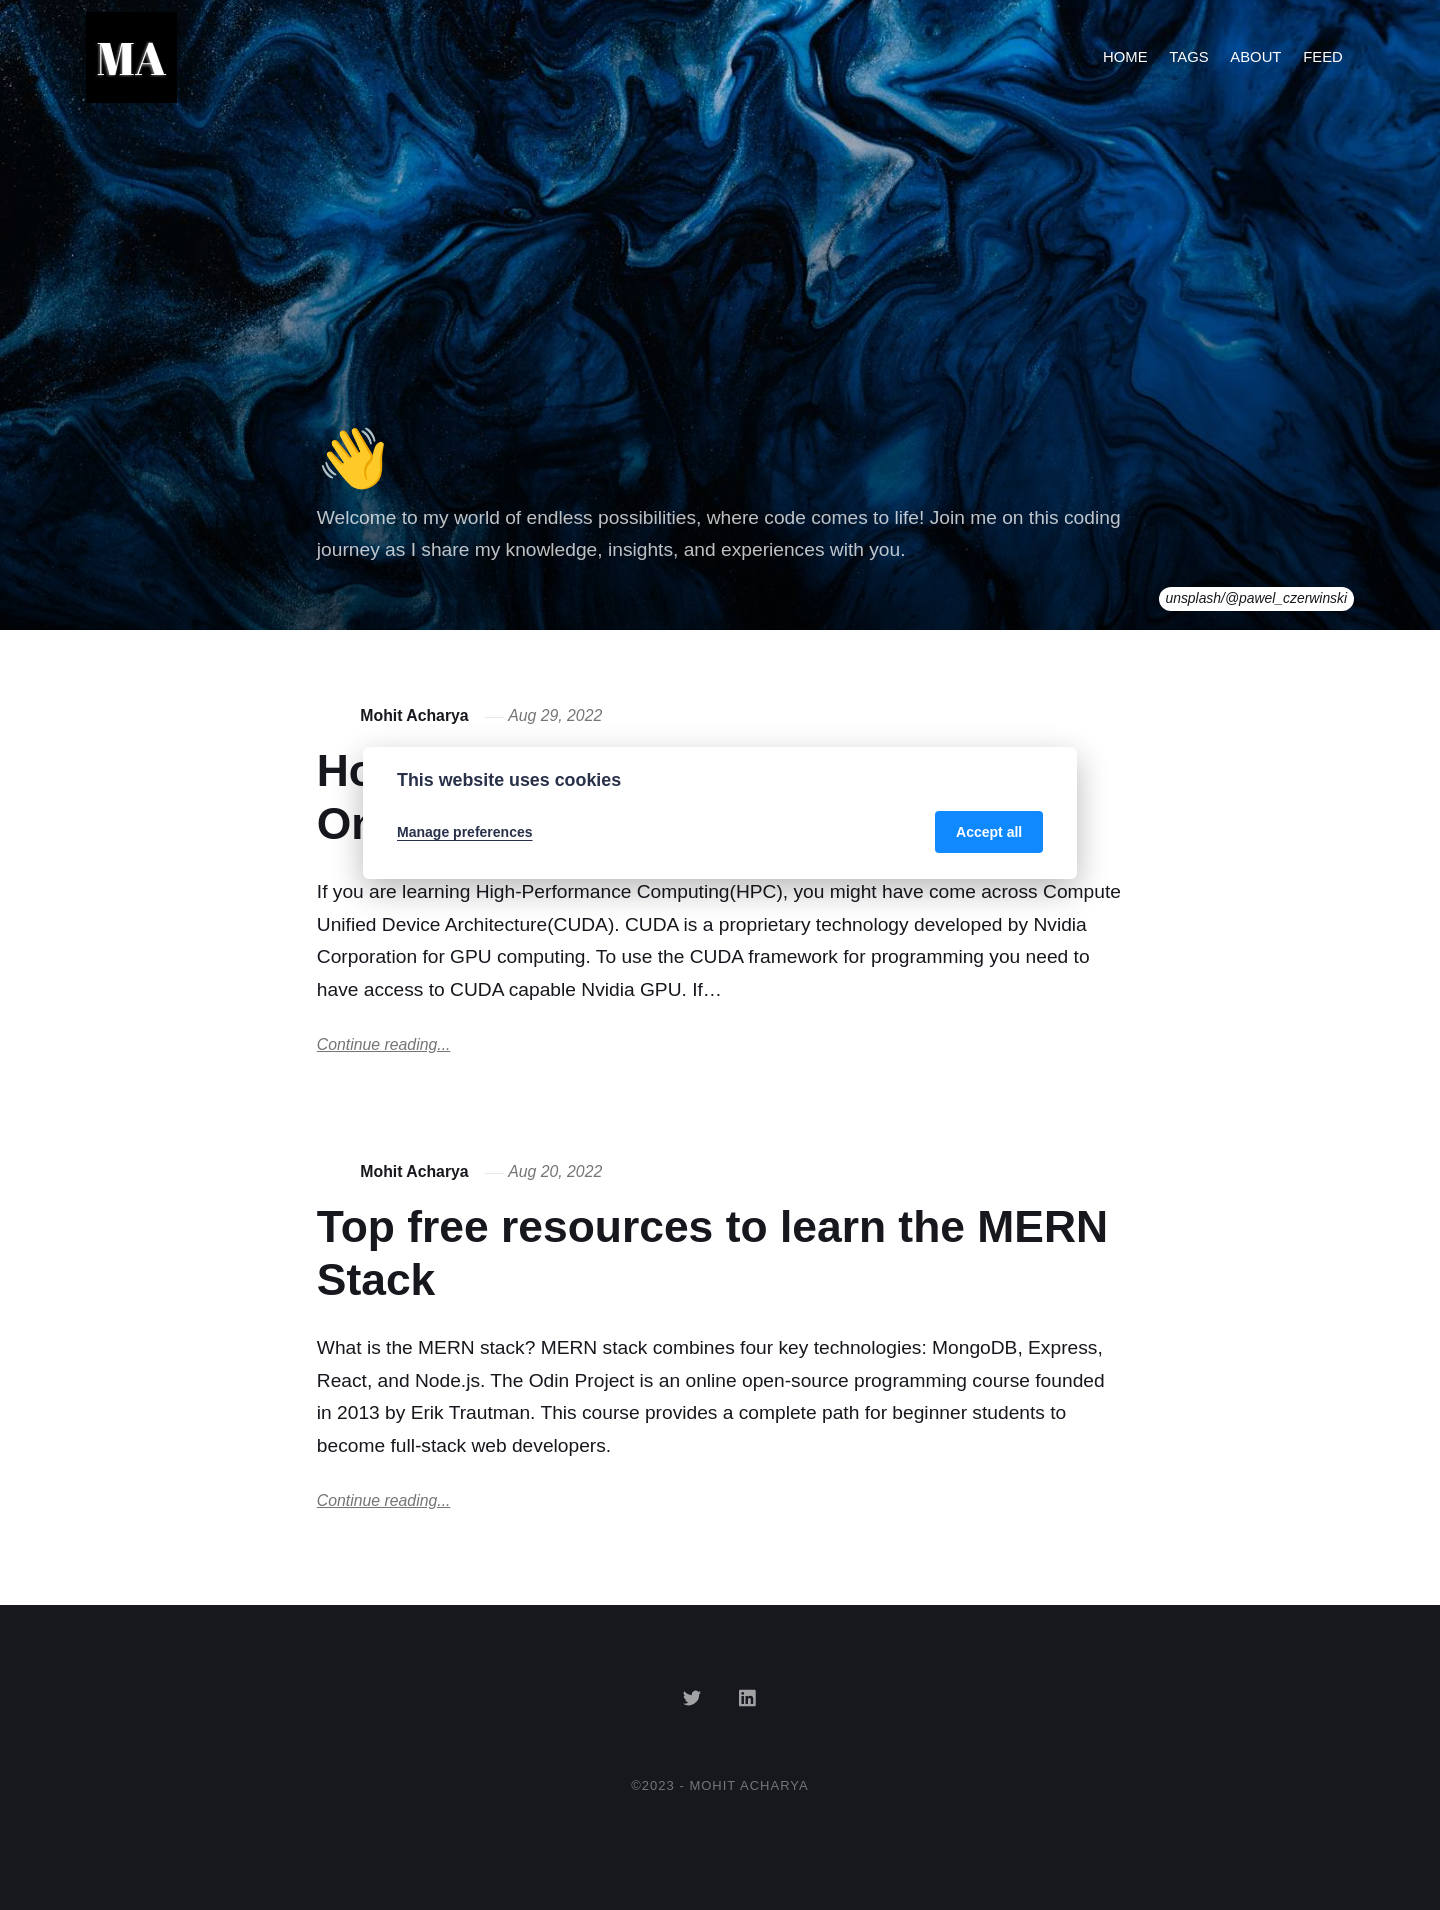 MA
HOME TAGS ABOUT FEED
Welcome to my world of endless possibilities, where code comes to life! Join me on this coding
journey as I share my knowledge, insights, and experiences with you.
unsplash/@pawel_czerwinski
Mohit Acharya Aug 29, 2022
This website uses cookies
Manage preferences Accept all
If you are learning High-Performance Computing(HPC), you might have come across Compute
Unified Device Architecture(CUDA). CUDA is a proprietary technology developed by Nvidia
Corporation for GPU computing. To use the CUDA framework for programming you need to
have access to CUDA capable Nvidia GPU. If…
Continue reading...
Mohit Acharya Aug 20, 2022
Top free resources to learn the MERN
Stack
What is the MERN stack? MERN stack combines four key technologies: MongoDB, Express,
React, and Node.js. The Odin Project is an online open-source programming course founded
in 2013 by Erik Trautman. This course provides a complete path for beginner students to
become full-stack web developers.
Continue reading...
©2023 - MOHIT ACHARYA